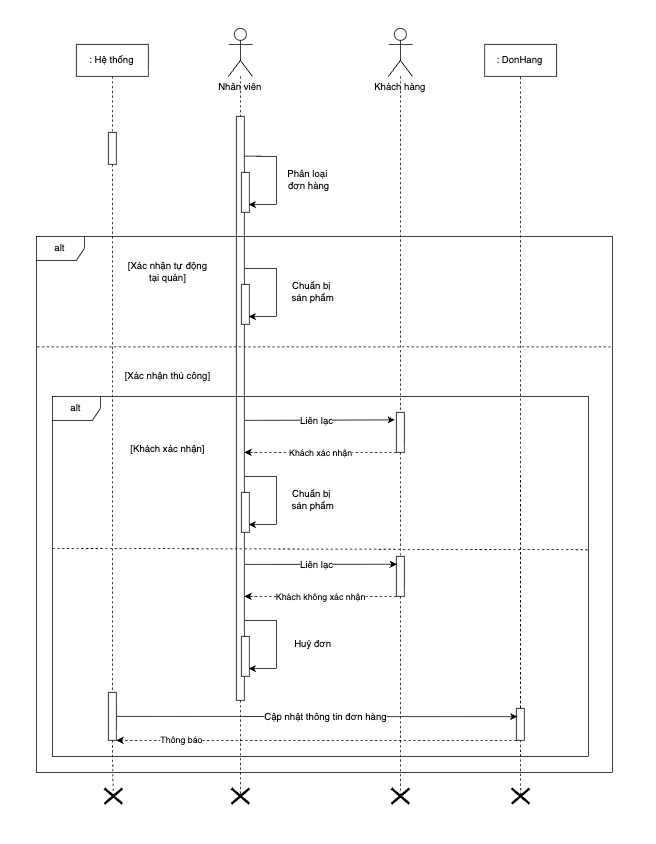 : Hệ thống
Nhân viên
Khách hàng
: DonHang
Phân loại
đơn hàng
alt
[Xác nhận tự động
tại quán]
Chuẩn bị
sản phẩm
[Xác nhận thủ công]
alt
Liên lạc
[Khách xác nhận]
Khách xác nhận
Chuẩn bị
sản phẩm
Liên lạc
Khách không xác nhận
Huỷ đơn
Cập nhật thông tin đơn hàng
Thông báo